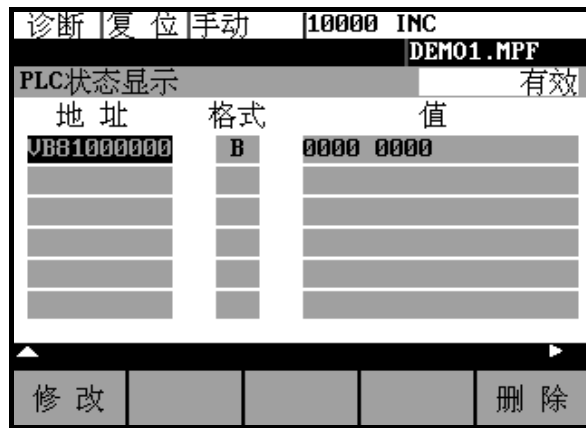 诊断 复 位 手动 10000 INC
DEMO1.MPF
PLC状态显示 有效
地 址 格式 值
VB81000000 B 0000 0000
修 改 删 除